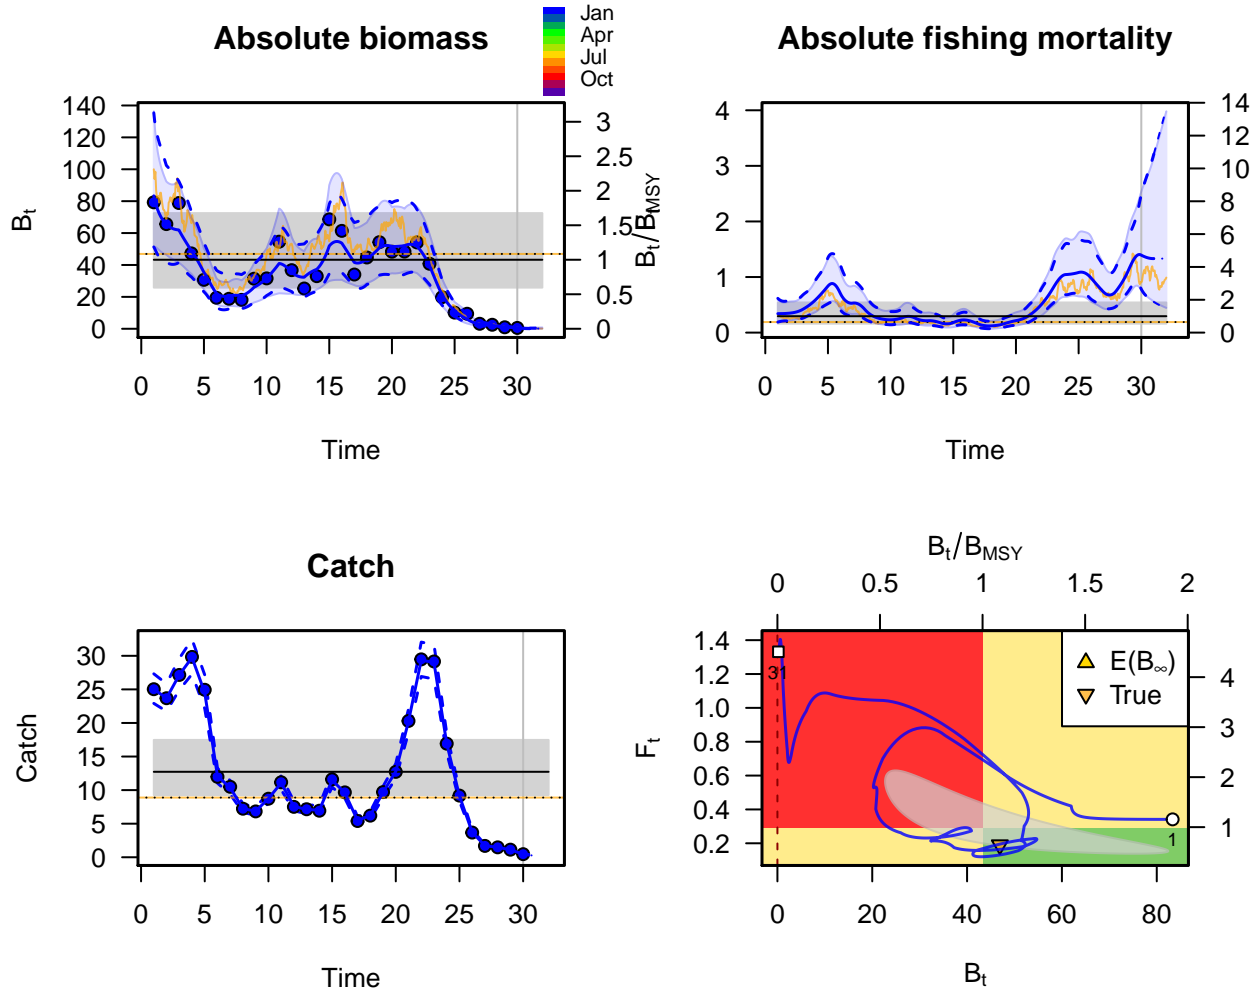 Absolute biomass
Jan
Apr
Jul
Oct
Absolute fishing mortality
140
120
100
80
60
40
20
0
3
2.5
2
1.5
1
0.5
0
Bt
Bt/BMSY
0 5 10 15 20 25 30
Time
4
3
2
1
0
14
12
10
8
6
4
2
0
0 5 10 15 20 25 30
Time
Catch
30
25
20
15
10
5
0
Catch
0 5 10 15 20 25 30
Time
Bt/BMSY
0 0.5 1 1.5 2
1.4
1.2
1.0
0.8
0.6
0.4
0.2
Ft
4
3
2
1
E(B∞)
True
31
1
0 20 40 60 80
Bt